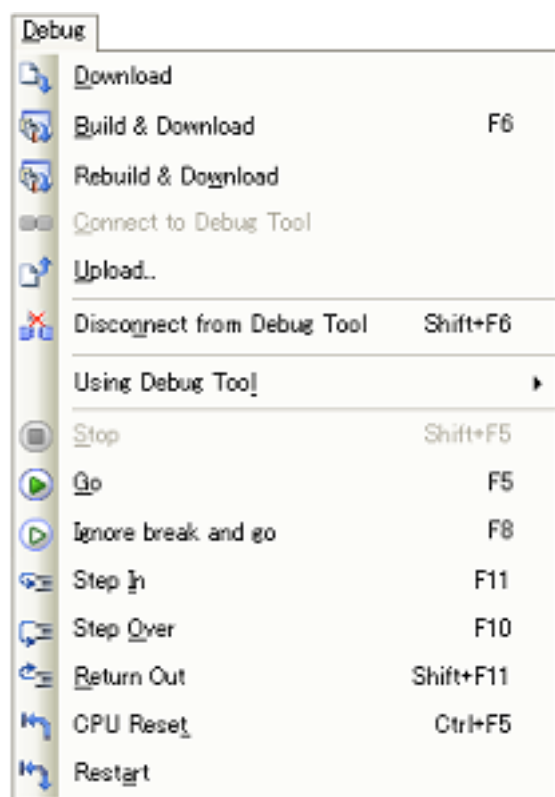 Debug
Download
Build & Download F6
Rebuild & Download
Connect to Debug Tool
Upload..
Disconnect from Debug Tool Shift+F6
Using Debug Tool
Stop Shift+F5
Go F5
Ignore break and go F8
Step In F11
Step Over F10
Return Out Shift+F11
CPU Reset Ctrl+F5
Restart